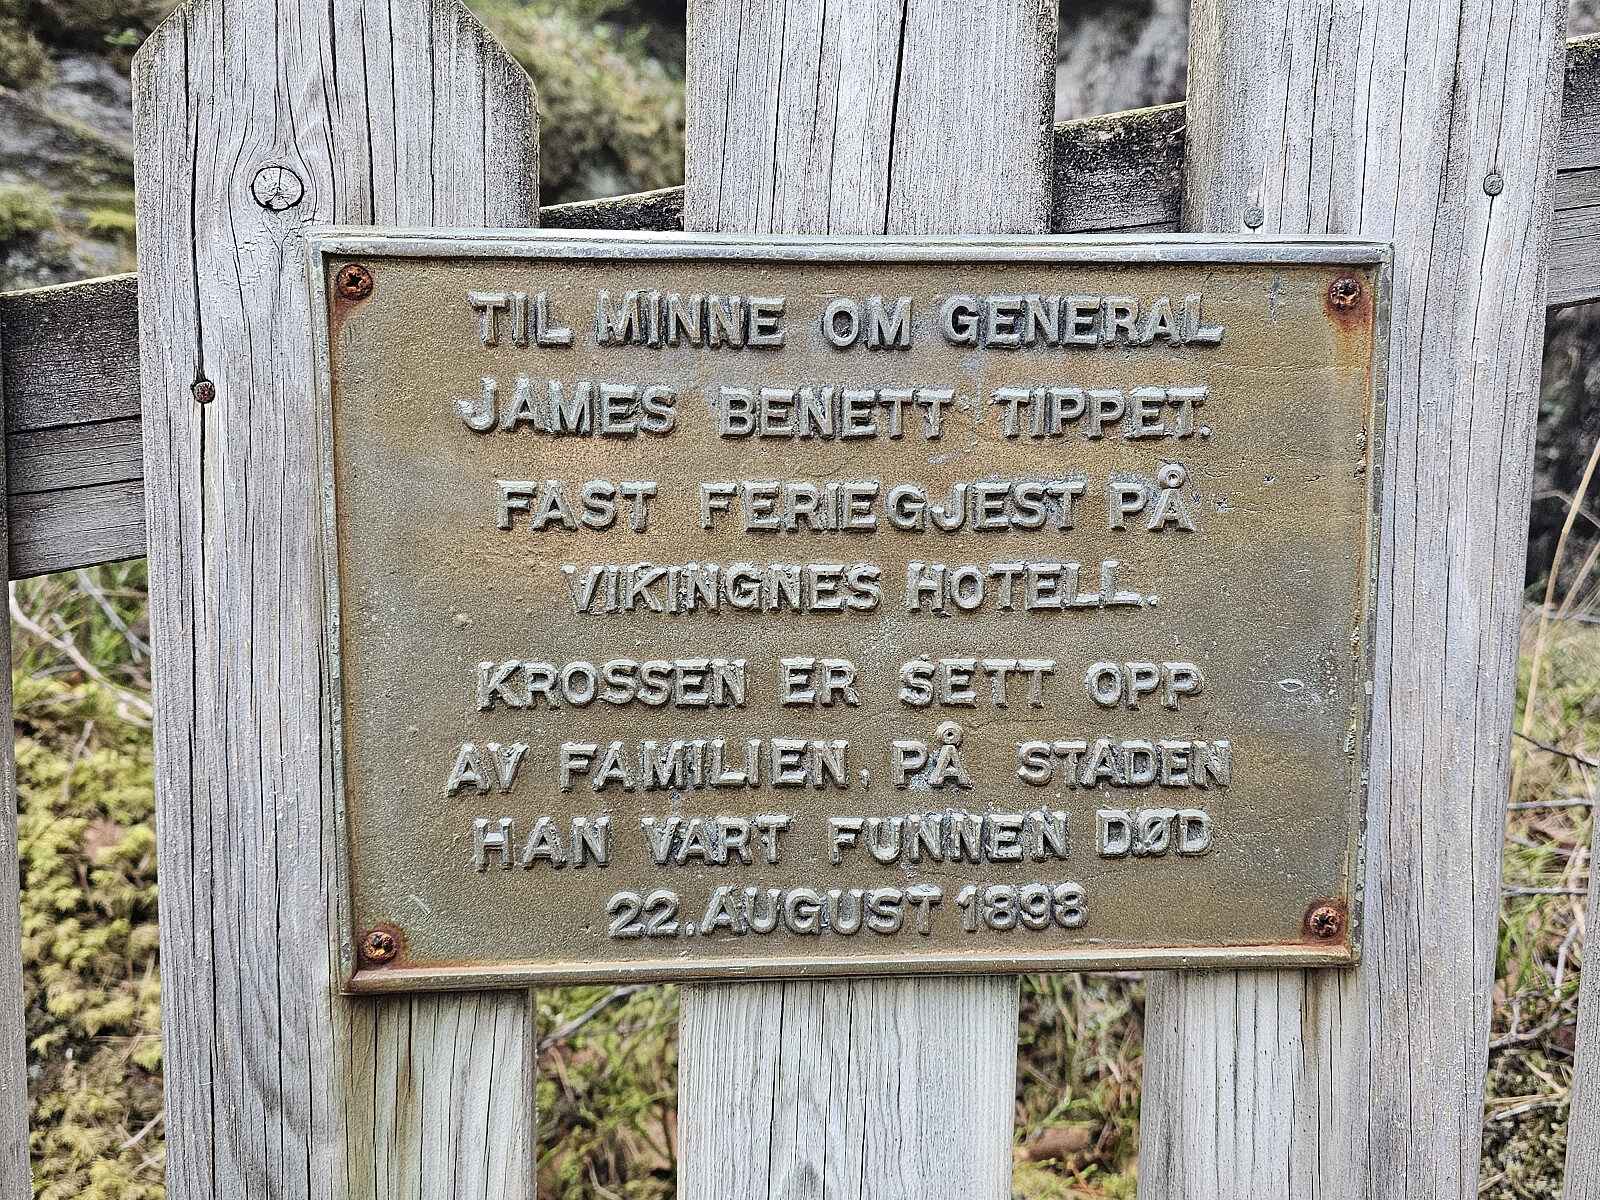 TIL MINNE OM GENERAL
JAMES BENETT TIPPET.
FAST FERIEGJEST PÅ
VIKINGNES HOTELL.
KROSSEN ER SETT OPP
AV FAMILIEN, PÅ STADEN
HAN VART FUNNEN DØD
22. AUGUST 1898